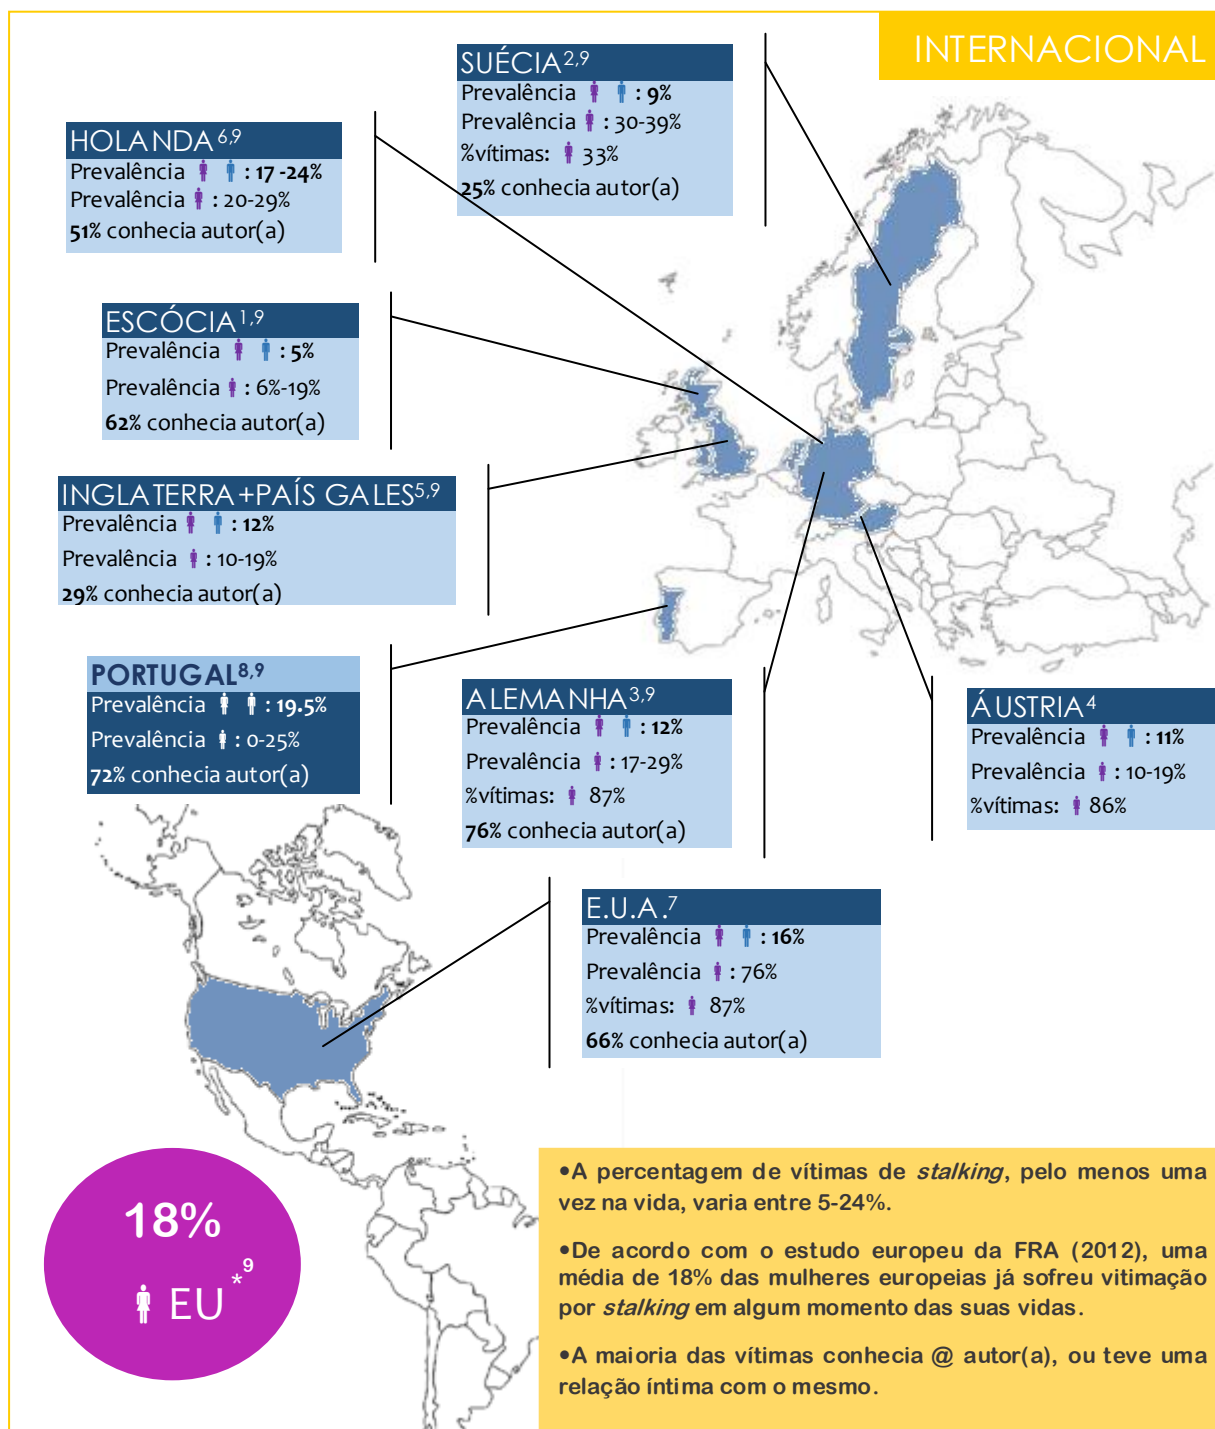 INTERNACIONAL
SUÉCIA2,9
Prevalência : 9%
Prevalência : 30-39%
%vítimas: 33%
25% conhecia autor(a)
HOLANDA6,9
Prevalência : 17 -24%
Prevalência : 20-29%
51% conhecia autor(a)
ESCÓCIA1,9
Prevalência : 5%
Prevalência : 6%-19%
62% conhecia autor(a)
INGLATERRA+PAÍS GALES5,9
Prevalência : 12%
Prevalência : 10-19%
29% conhecia autor(a)
PORTUGAL8,9
Prevalência : 19.5%
Prevalência : 0-25%
72% conhecia autor(a)
ALEMANHA3,9
Prevalência : 12%
Prevalência : 17-29%
%vítimas: 87%
76% conhecia autor(a)
ÁUSTRIA4
Prevalência : 11%
Prevalência : 10-19%
%vítimas: 86%
E.U.A.7
Prevalência : 16%
Prevalência : 76%
%vítimas: 87%
66% conhecia autor(a)
18%
EU*9
•A percentagem de vítimas de stalking, pelo menos uma
vez na vida, varia entre 5-24%.
•De acordo com o estudo europeu da FRA (2012), uma
média de 18% das mulheres europeias já sofreu vitimação
por stalking em algum momento das suas vidas.
•A maioria das vítimas conhecia @ autor(a), ou teve uma
relação íntima com o mesmo.